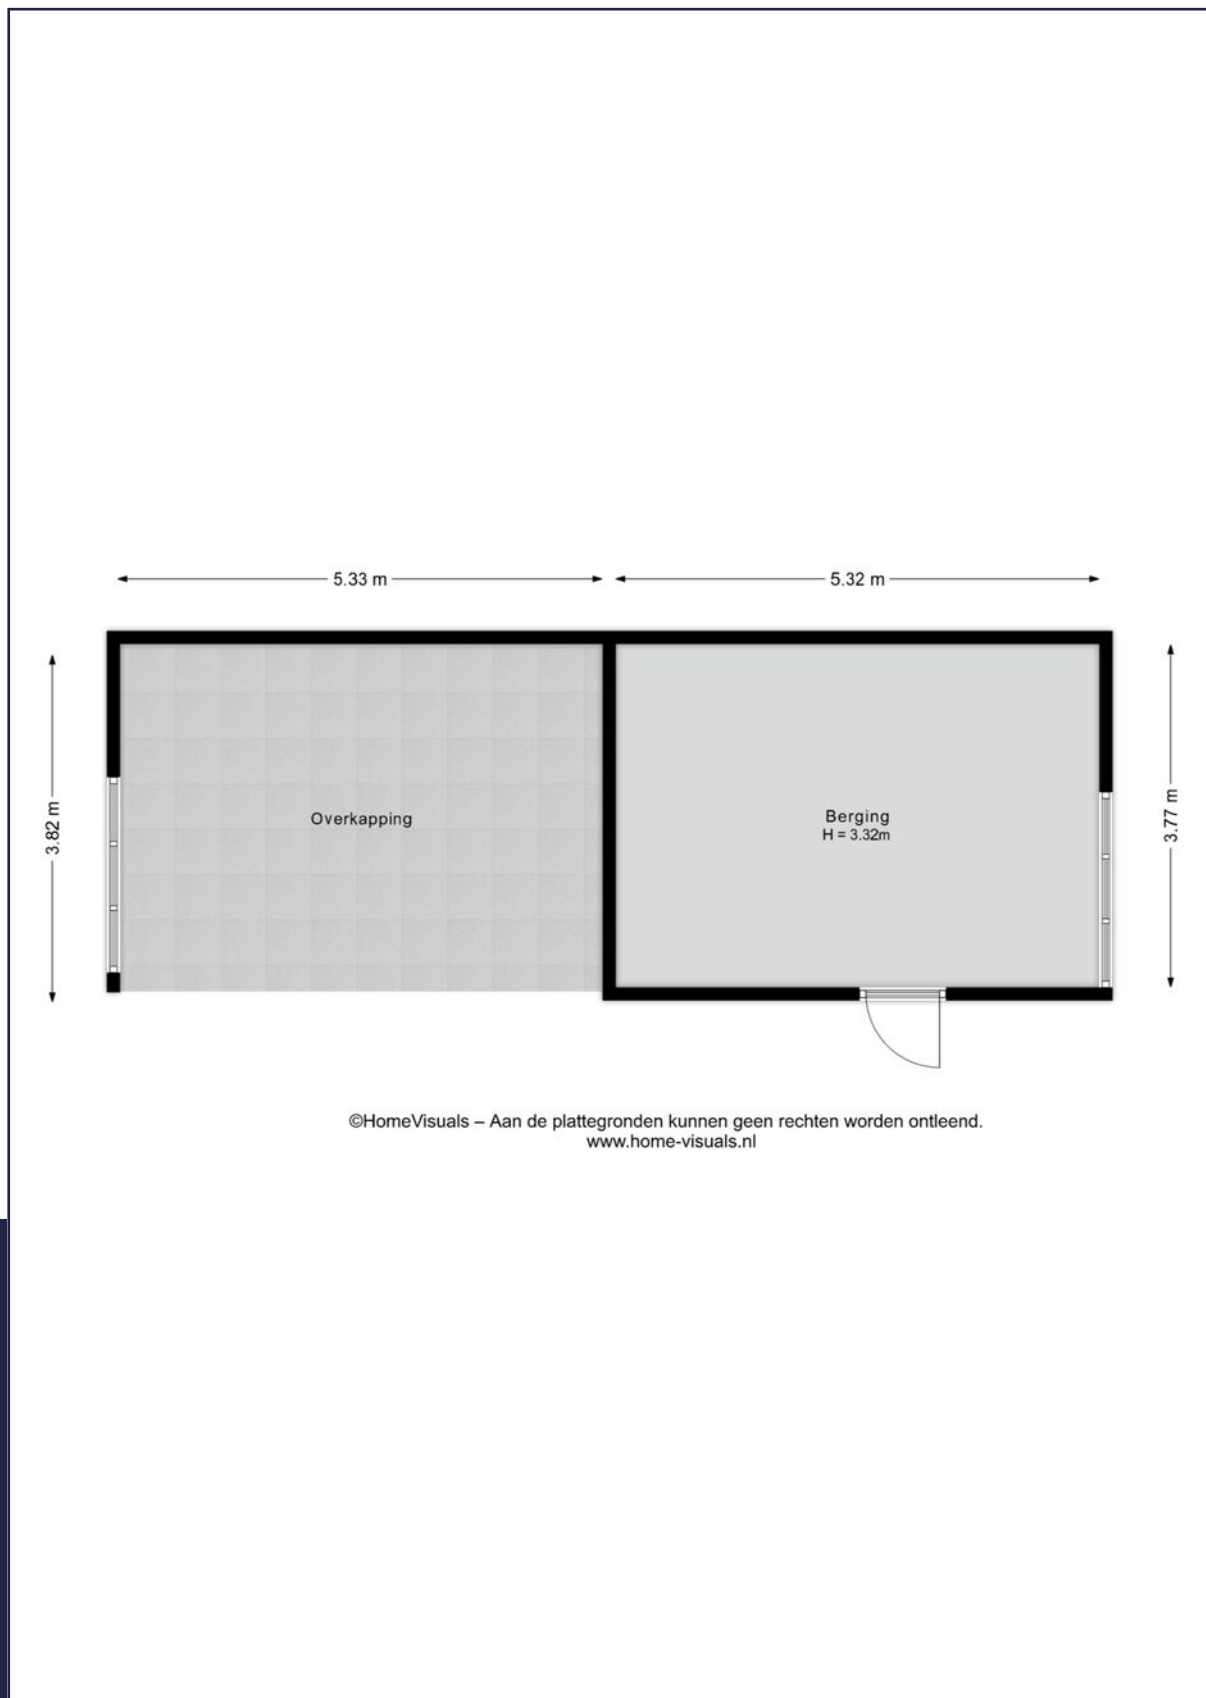 5.33 m
5.32 m
3.82 m
Overkapping
Berging
H = 3.32m
3.77 m
©HomeVisuals – Aan de plattegronden kunnen geen rechten worden ontleend.
www.home-visuals.nl